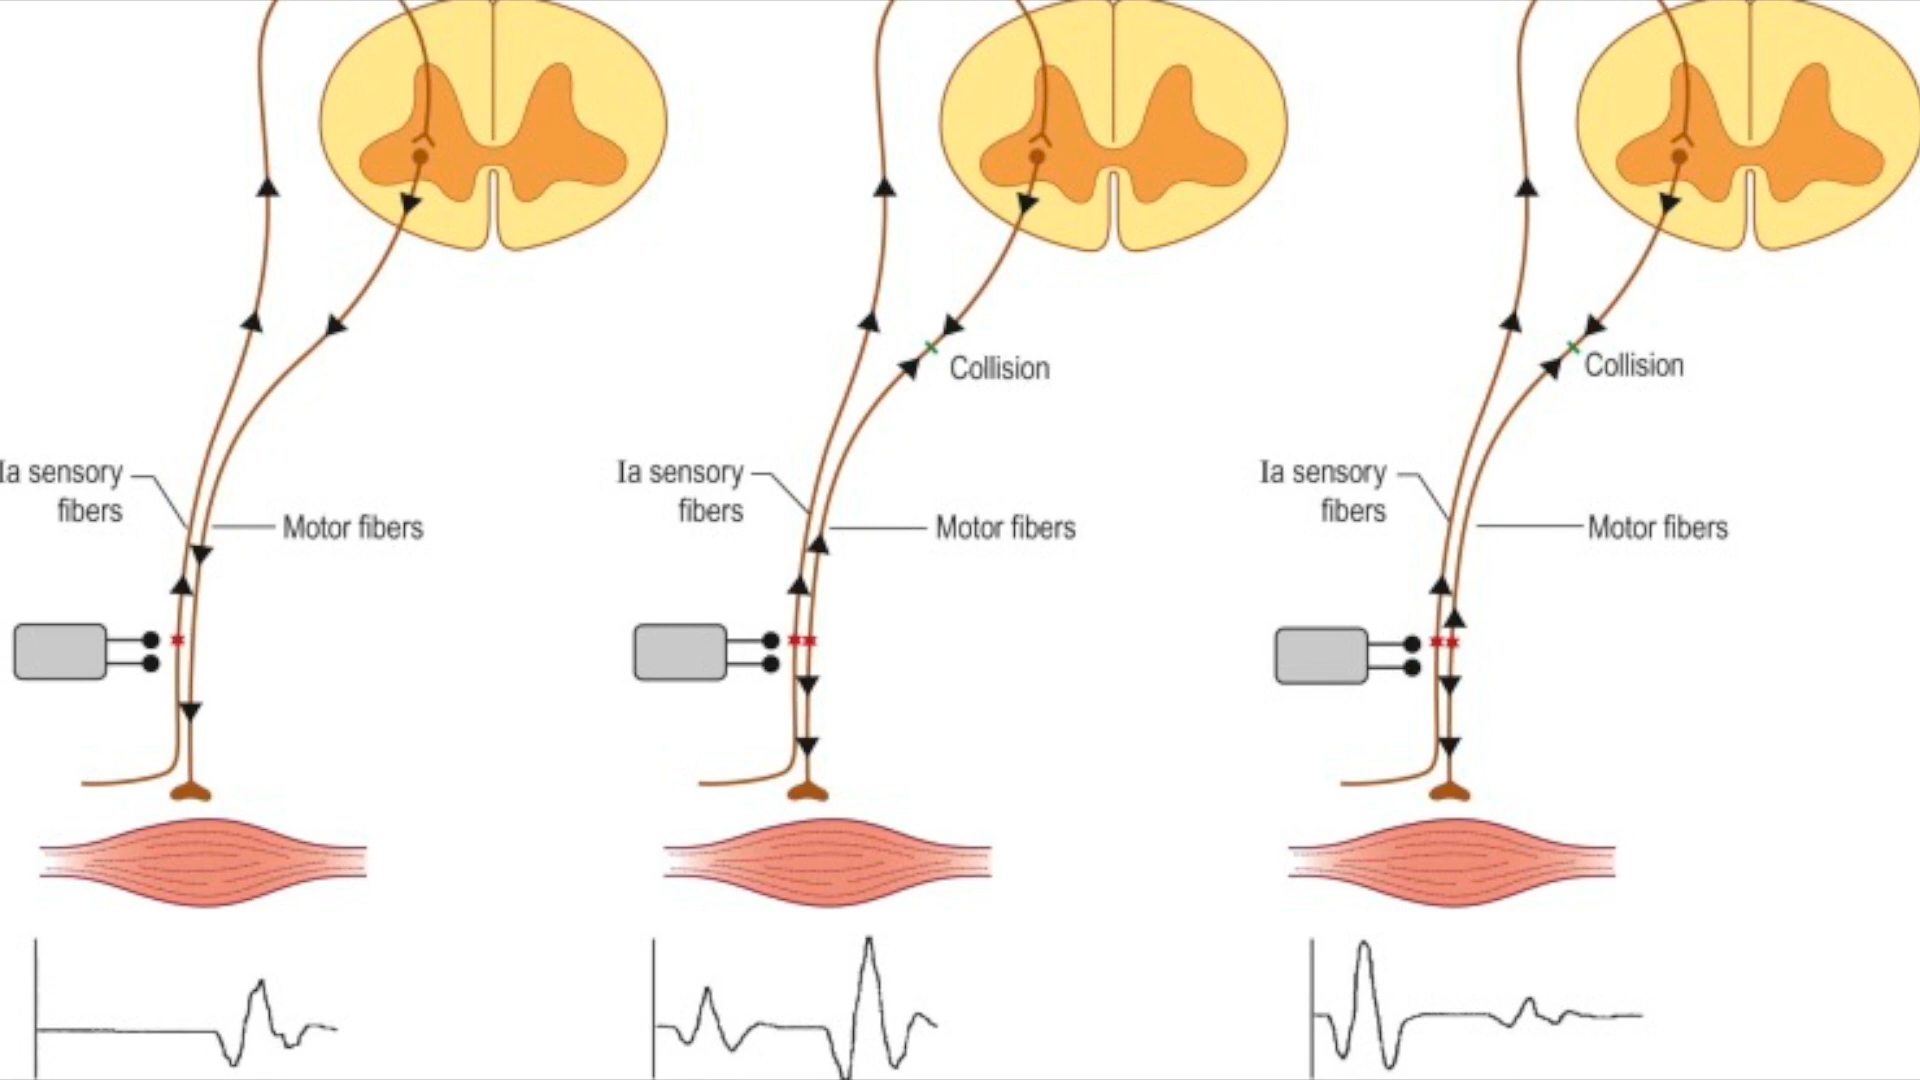 Collision
Collision
Ia sensory
fibers
Motor fibers
Ia sensory
fibers
Motor fibers
Ia sensory
fibers
Motor fibers